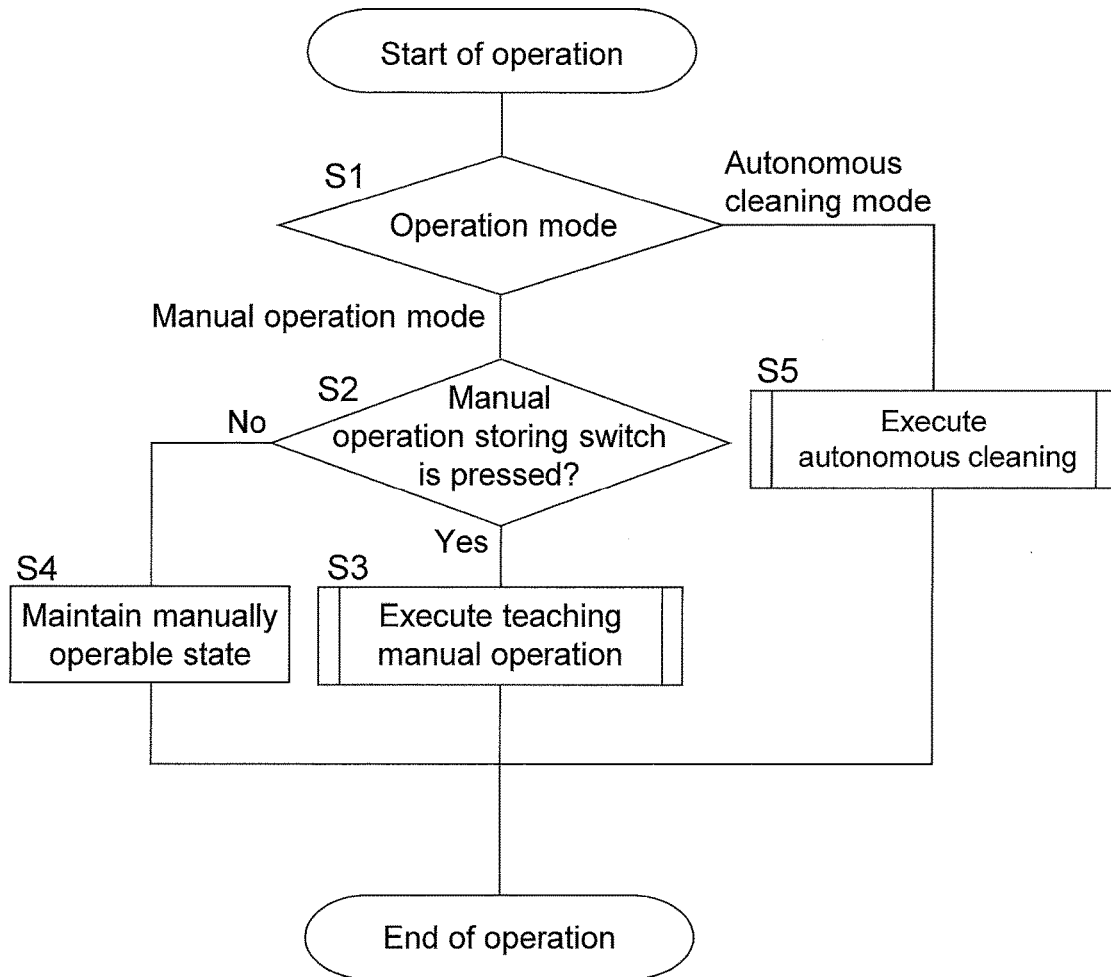 Start of operation
S1
Operation mode
Autonomous
cleaning mode
Manual operation mode
S2
Manual
operation storing switch
is pressed?
No
Yes
S5
Execute
autonomous cleaning
S4
Maintain manually
operable state
S3
Execute teaching
manual operation
End of operation